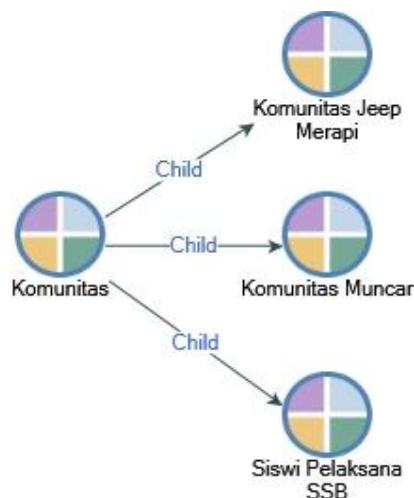 Komunitas Jeep
Merapi
Child
Komunitas
Child
Komunitas Muncar
Child
Siswi Pelaksana
SSB